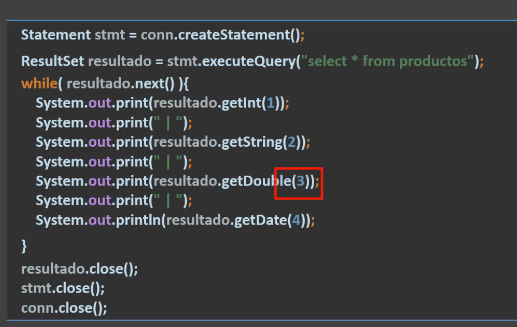 Statement stmt = conn.createStatement();
ResultSet resultado = stmt.executeQuery("select * from productos");
while( resultado.next() ){
System.out.print(resultado.getInt(1));
System.out.print(" | ");
System.out.print(resultado.getString(2));
System.out.print(" | ");
System.out.print(resultado.getDouble(3));
System.out.print(" | ");
System.out.println(resultado.getDate(4));
}
resultado.close();
stmt.close();
conn.close();